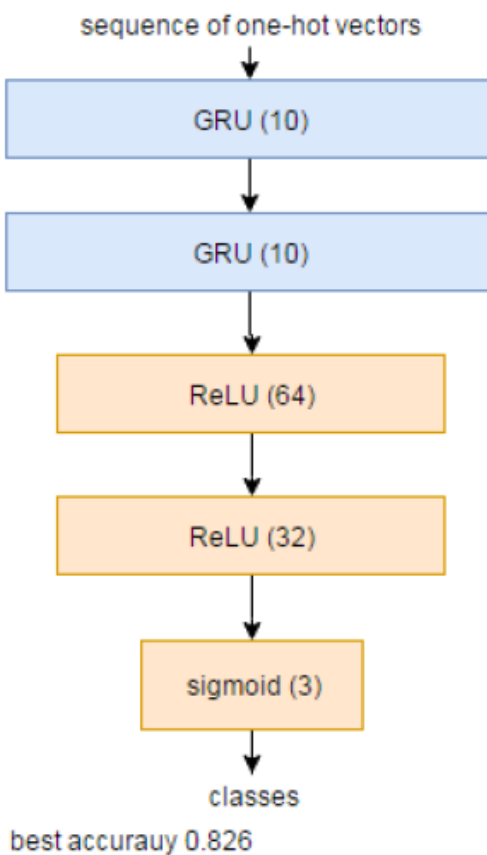 sequence of one-hot vectors
GRU (10)
GRU (10)
ReLU (64)
ReLU (32)
sigmoid (3)
classes
best accurauy 0.826